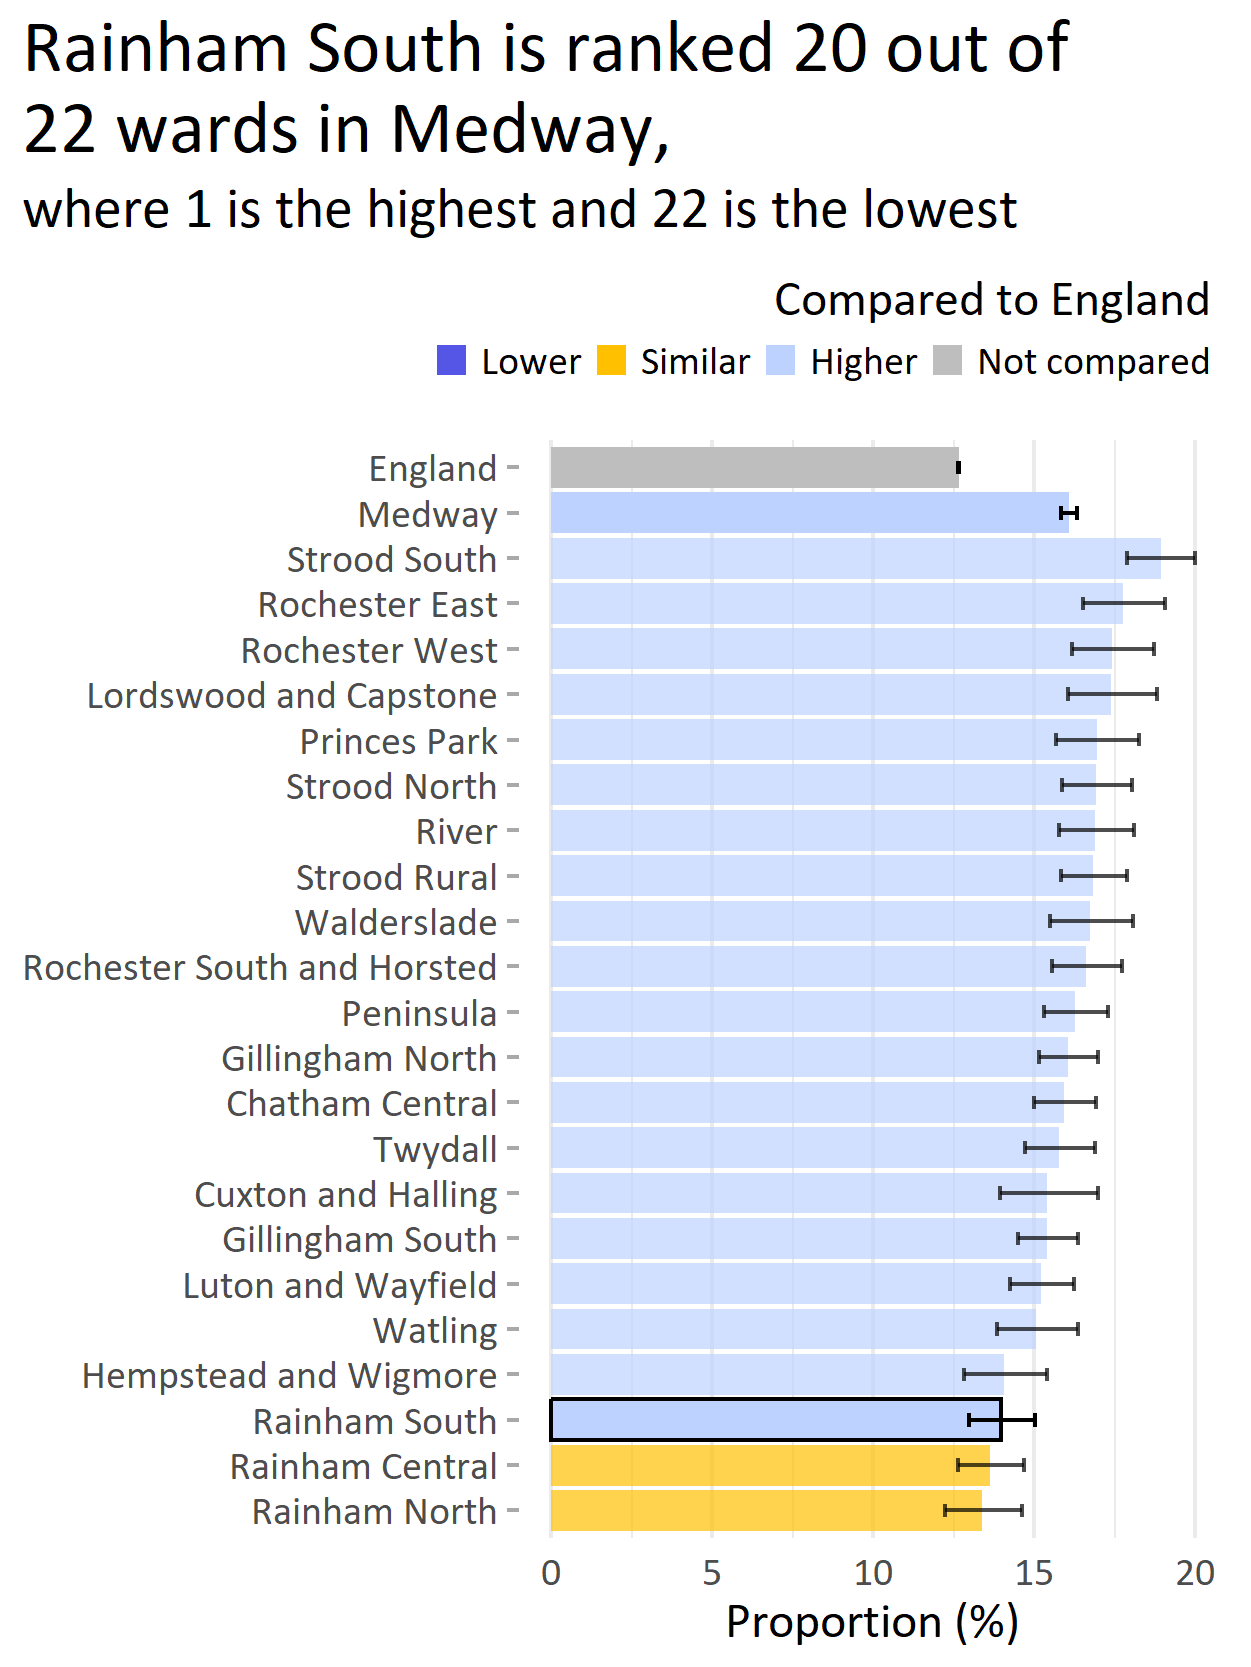 Rainham South is ranked 20 out of
22 wards in Medway,
where 1 is the highest and 22 is the lowest
Compared to England
Lower Similar Higher Not compared
England
Medway
Strood South
Rochester East
Rochester West
Lordswood and Capstone
Princes Park
Strood North
River
Strood Rural
Walderslade
Rochester South and Horsted
Peninsula
Gillingham North
Chatham Central
Twydall
Cuxton and Halling
Gillingham South
Luton and Wayfield
Watling
Hempstead and Wigmore
Rainham South
Rainham Central
Rainham North
0 5 10 15 20
Proportion (%)